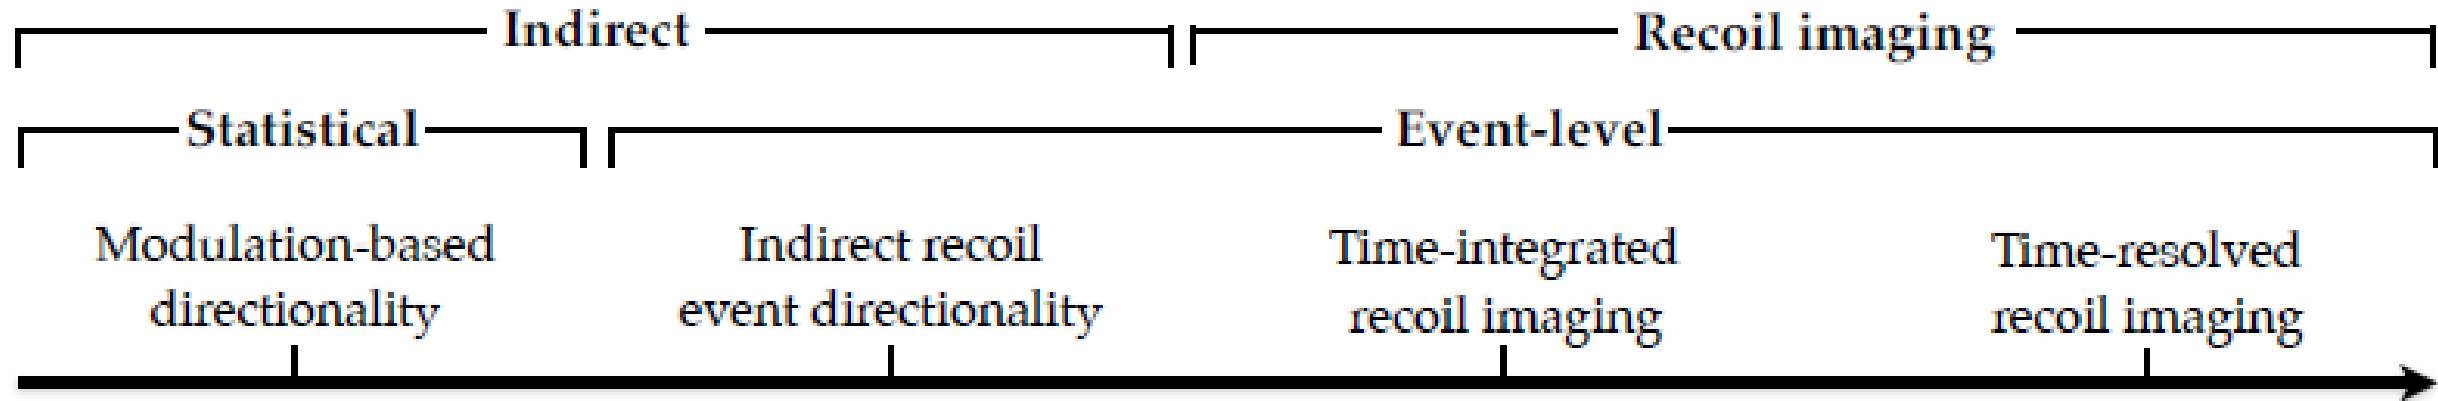 Indirect
Recoil imaging
Statistical
Event-level
Modulation-based
directionality
Indirect recoil
event directionality
Time-integrated
recoil imaging
Time-resolved
recoil imaging